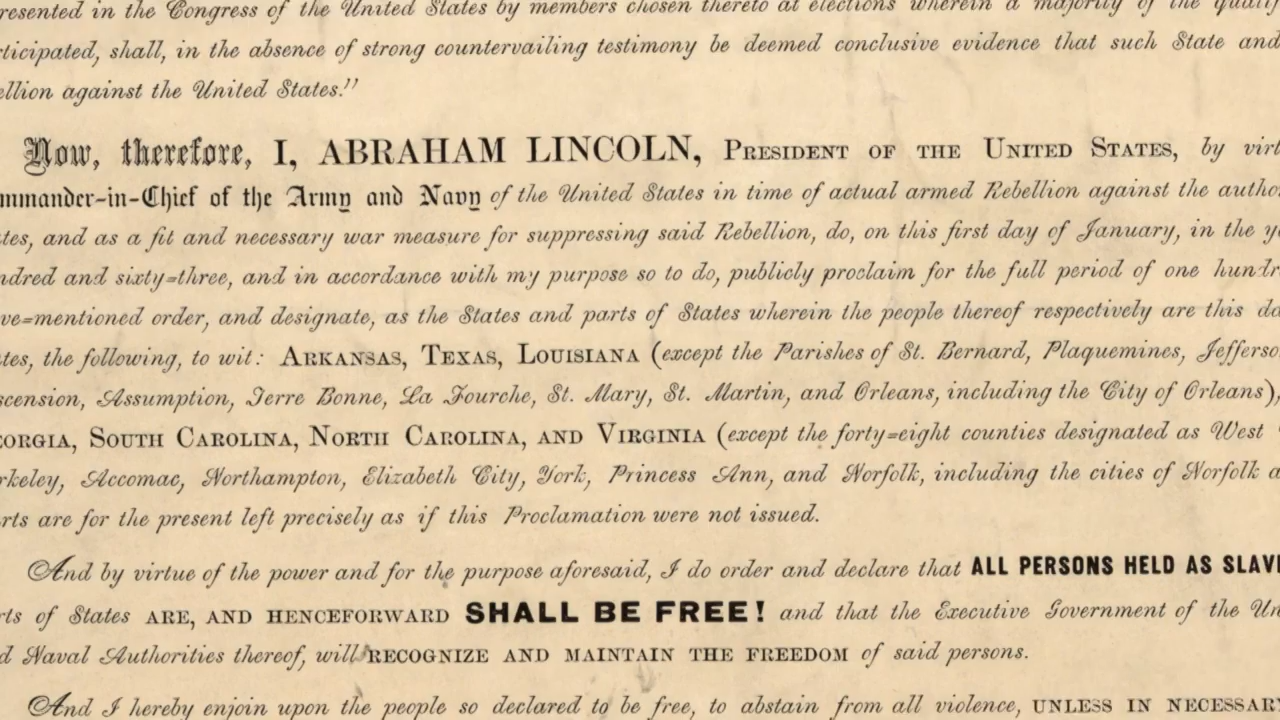 resented in the Congress of the United States by members chosen thereto at elections wherein a majority of the qualif
rticipated, shall, in the absence of strong countervailing testimony be deemed conclusive evidence that such State and
ellion against the United States."
Now, therefore, I, ABRAHAM LINCOLN, PRESIDENT OF THE UNITED STATES, by virt
mmander-in-Chief of the Army and Navy of the United States in time of actual armed Rebellion against the author
tes, and as a fit and necessary war measure for suppressing said Rebellion, do, on this first day of January, in the ye
ndred and sixty=three, and in accordance with my purpose so to do, publicly proclaim for the full period of one hundr
ve=mentioned order, and designate, as the States and parts of States wherein the people thereof respectively are this da
tes, the following, to wit: ARKANSAS, TEXAS, LOUISIANA (except the Parishes of St. Bernard, Plaquemines, Jefferso
scension, Assumption, Terre Bonne, La Fourche, St. Mary, St. Martin, and Orleans, including the City of Orleans),
EORGIA, SOUTH CAROLINA, NORTH CAROLINA, AND VIRGINIA (except the forty=eight counties designated as West
rkeley, Accomac, Northampton, Elizabeth City, York, Princess Ann, and Norfolk, including the cities of Norfolk a
rts are for the present left precisely as if this Proclamation were not issued.
And by virtue of the power and for the purpose aforesaid, I do order and declare that ALL PERSONS HELD AS SLAVE
rts of States ARE, AND HENCEFORWARD SHALL BE FREE! and that the Executive Government of the Un
d Naval Authorities thereof, will RECOGNIZE AND MAINTAIN THE FREEDOM of said persons.
And I hereby enjoin upon the people so declared to be free, to abstain from all violence, UNLESS IN NECESSAR